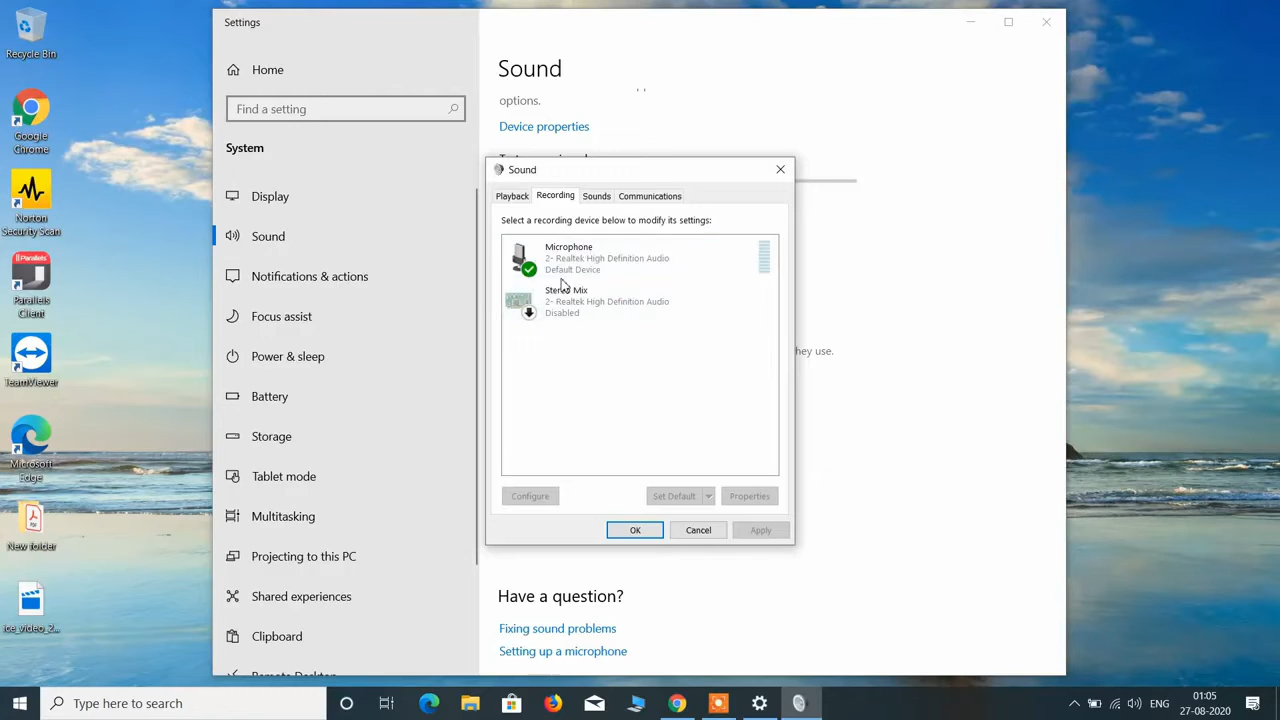 Recycle Bin
Google
Chrome
Norton
Security Scan
Parallels
Client
TeamViewer
Microsoft
Edge
New folder
ice_video_2...
Settings
Home
Find a setting
System
Display
Sound
Notifications & actions
Focus assist
Power & sleep
Battery
Storage
Tablet mode
Multitasking
Projecting to this PC
Shared experiences
Clipboard
Remote Desktop
Sound
options.
Device properties
Sound
Playback
Recording
Sounds
Communications
Select a recording device below to modify its settings:
Microphone
2- Realtek High Definition Audio
Default Device
Stereo Mix
2- Realtek High Definition Audio
Disabled
Configure
Set Default
Properties
OK
Cancel
Apply
hey use.
Have a question?
Fixing sound problems
Setting up a microphone
Type here to search
ENG
01:05
27-08-2020